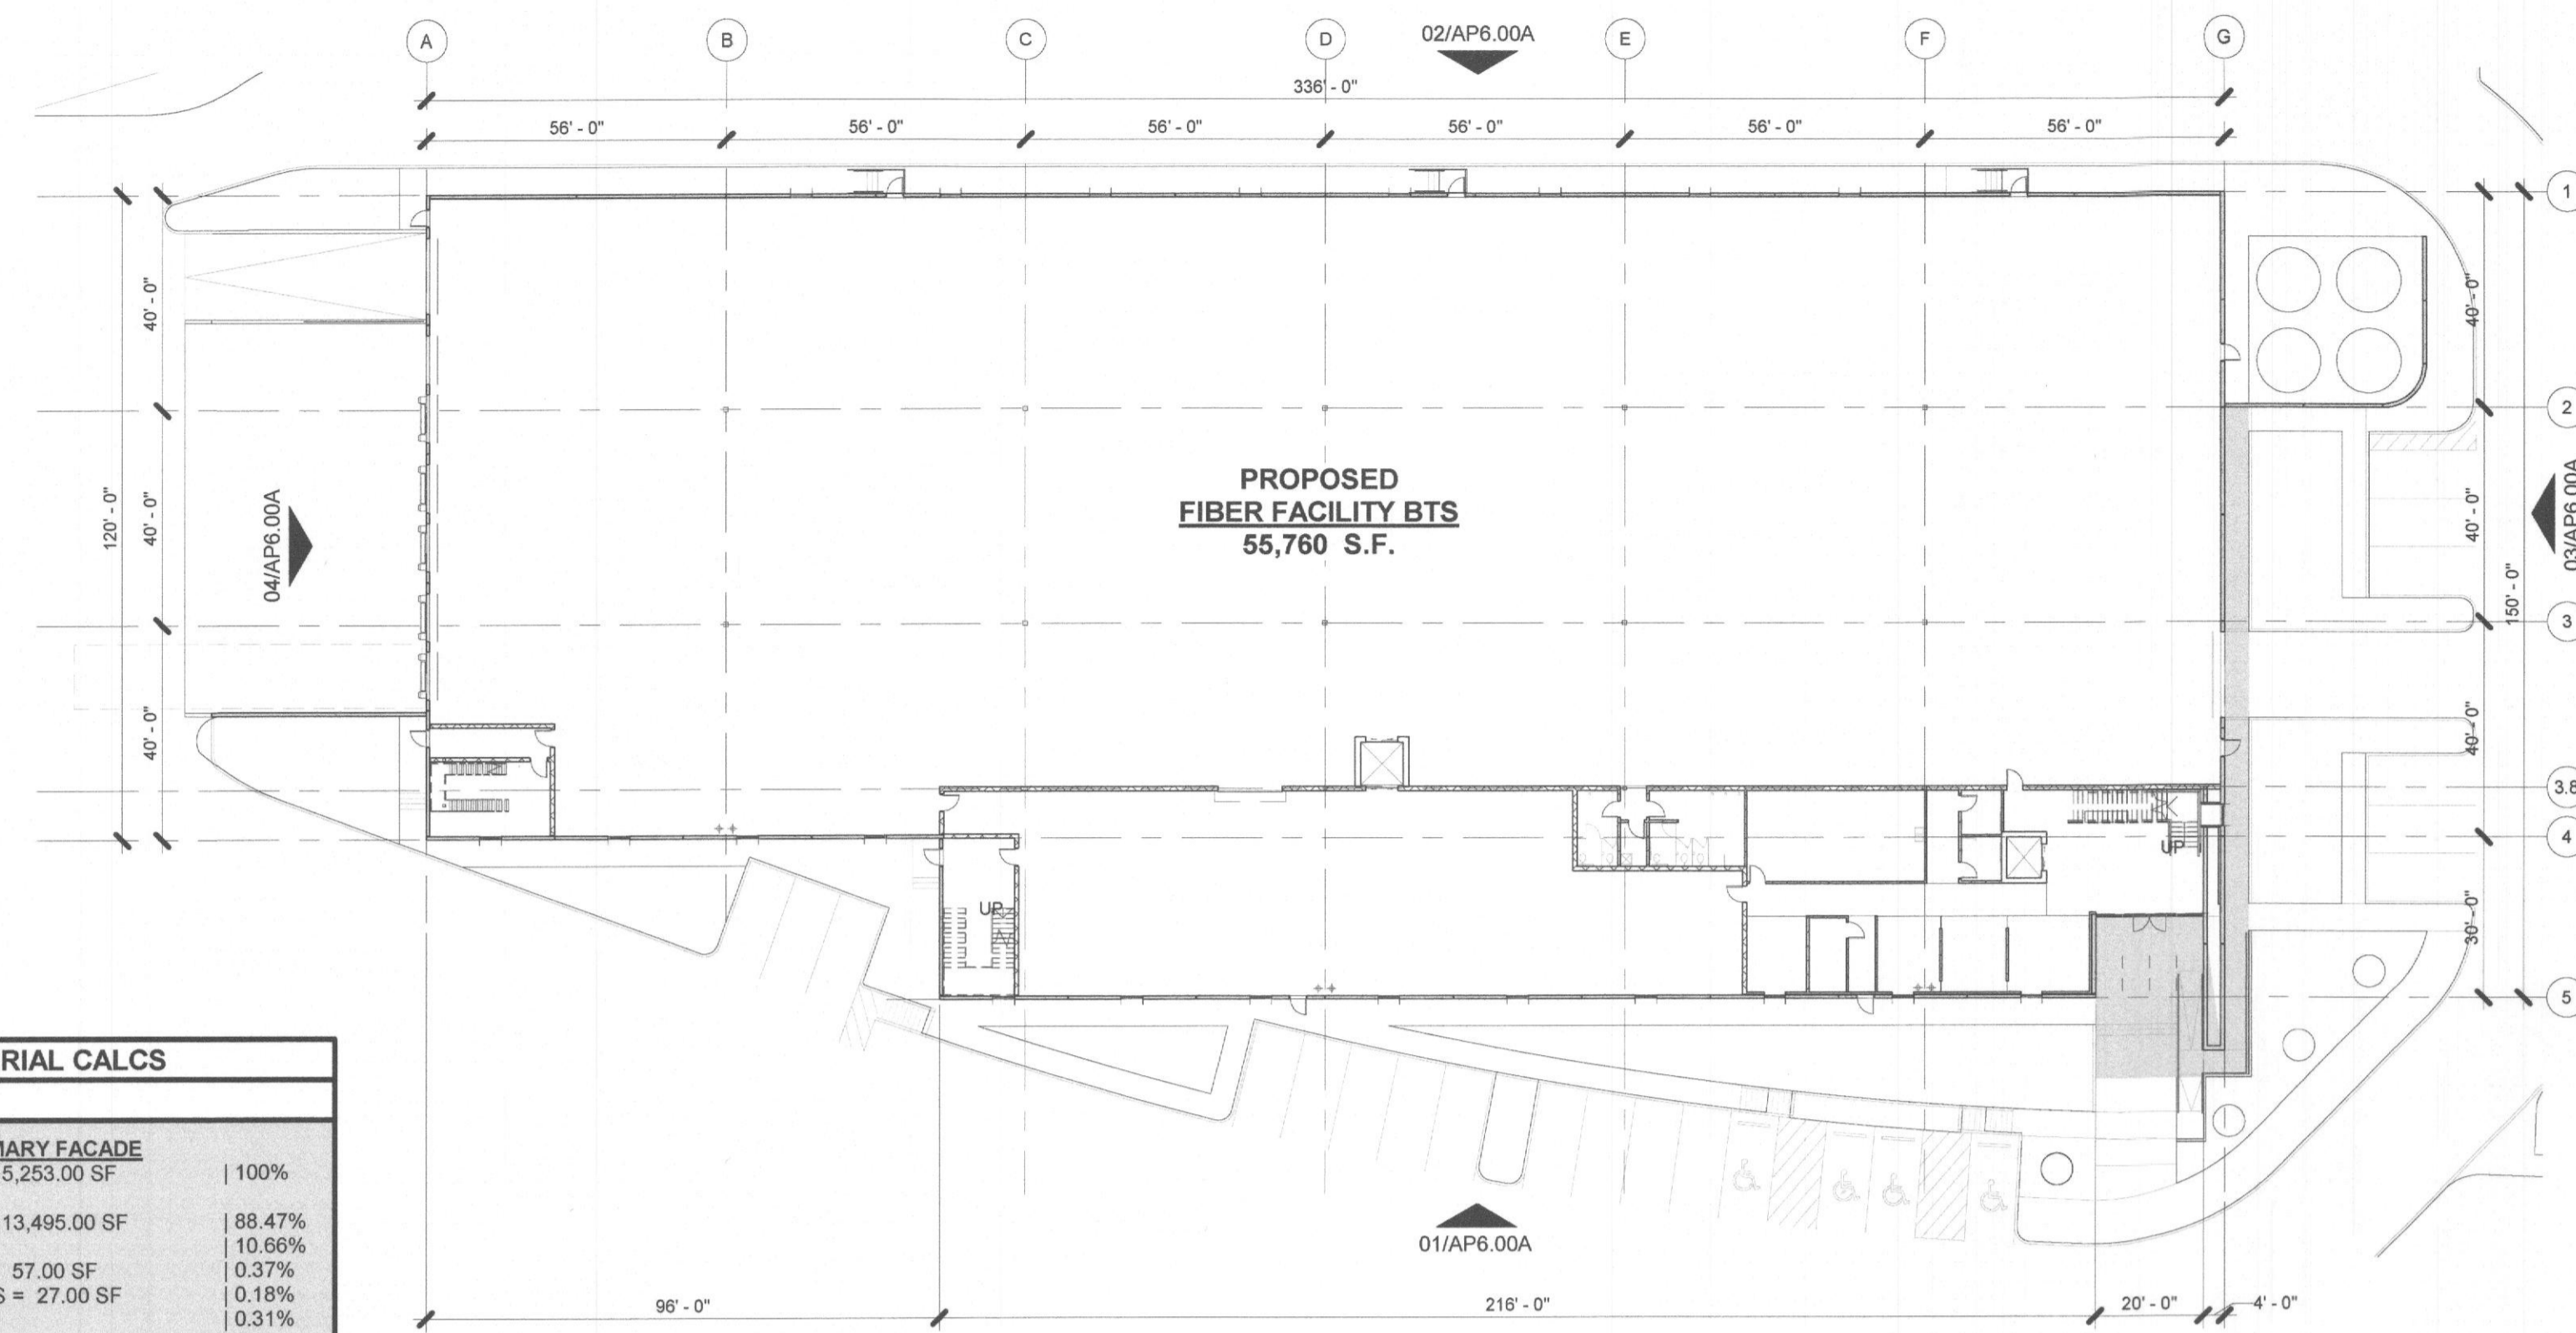 A
B
C
D
E
F
G
02/AP6.00A
336' - 0"
56' - 0"
56' - 0"
56' - 0"
56' - 0"
56' - 0"
56' - 0"
1
2
3
3.8
4
5
120' - 0"
40' - 0"
40' - 0"
40' - 0"
04/AP6.00A
PROPOSED
FIBER FACILITY BTS
55,760 S.F.
40' - 0"
40' - 0"
40' - 0"
30' - 0"
150' - 0"
03/AP6.00A
UP
UP
01/AP6.00A
96' - 0"
216' - 0"
20' - 0"
4' - 0"
RIAL CALCS
MARY FACADE
5,253.00 SF | 100%
13,495.00 SF | 88.47%
| 10.66%
57.00 SF | 0.37%
S = 27.00 SF | 0.18%
| 0.31%